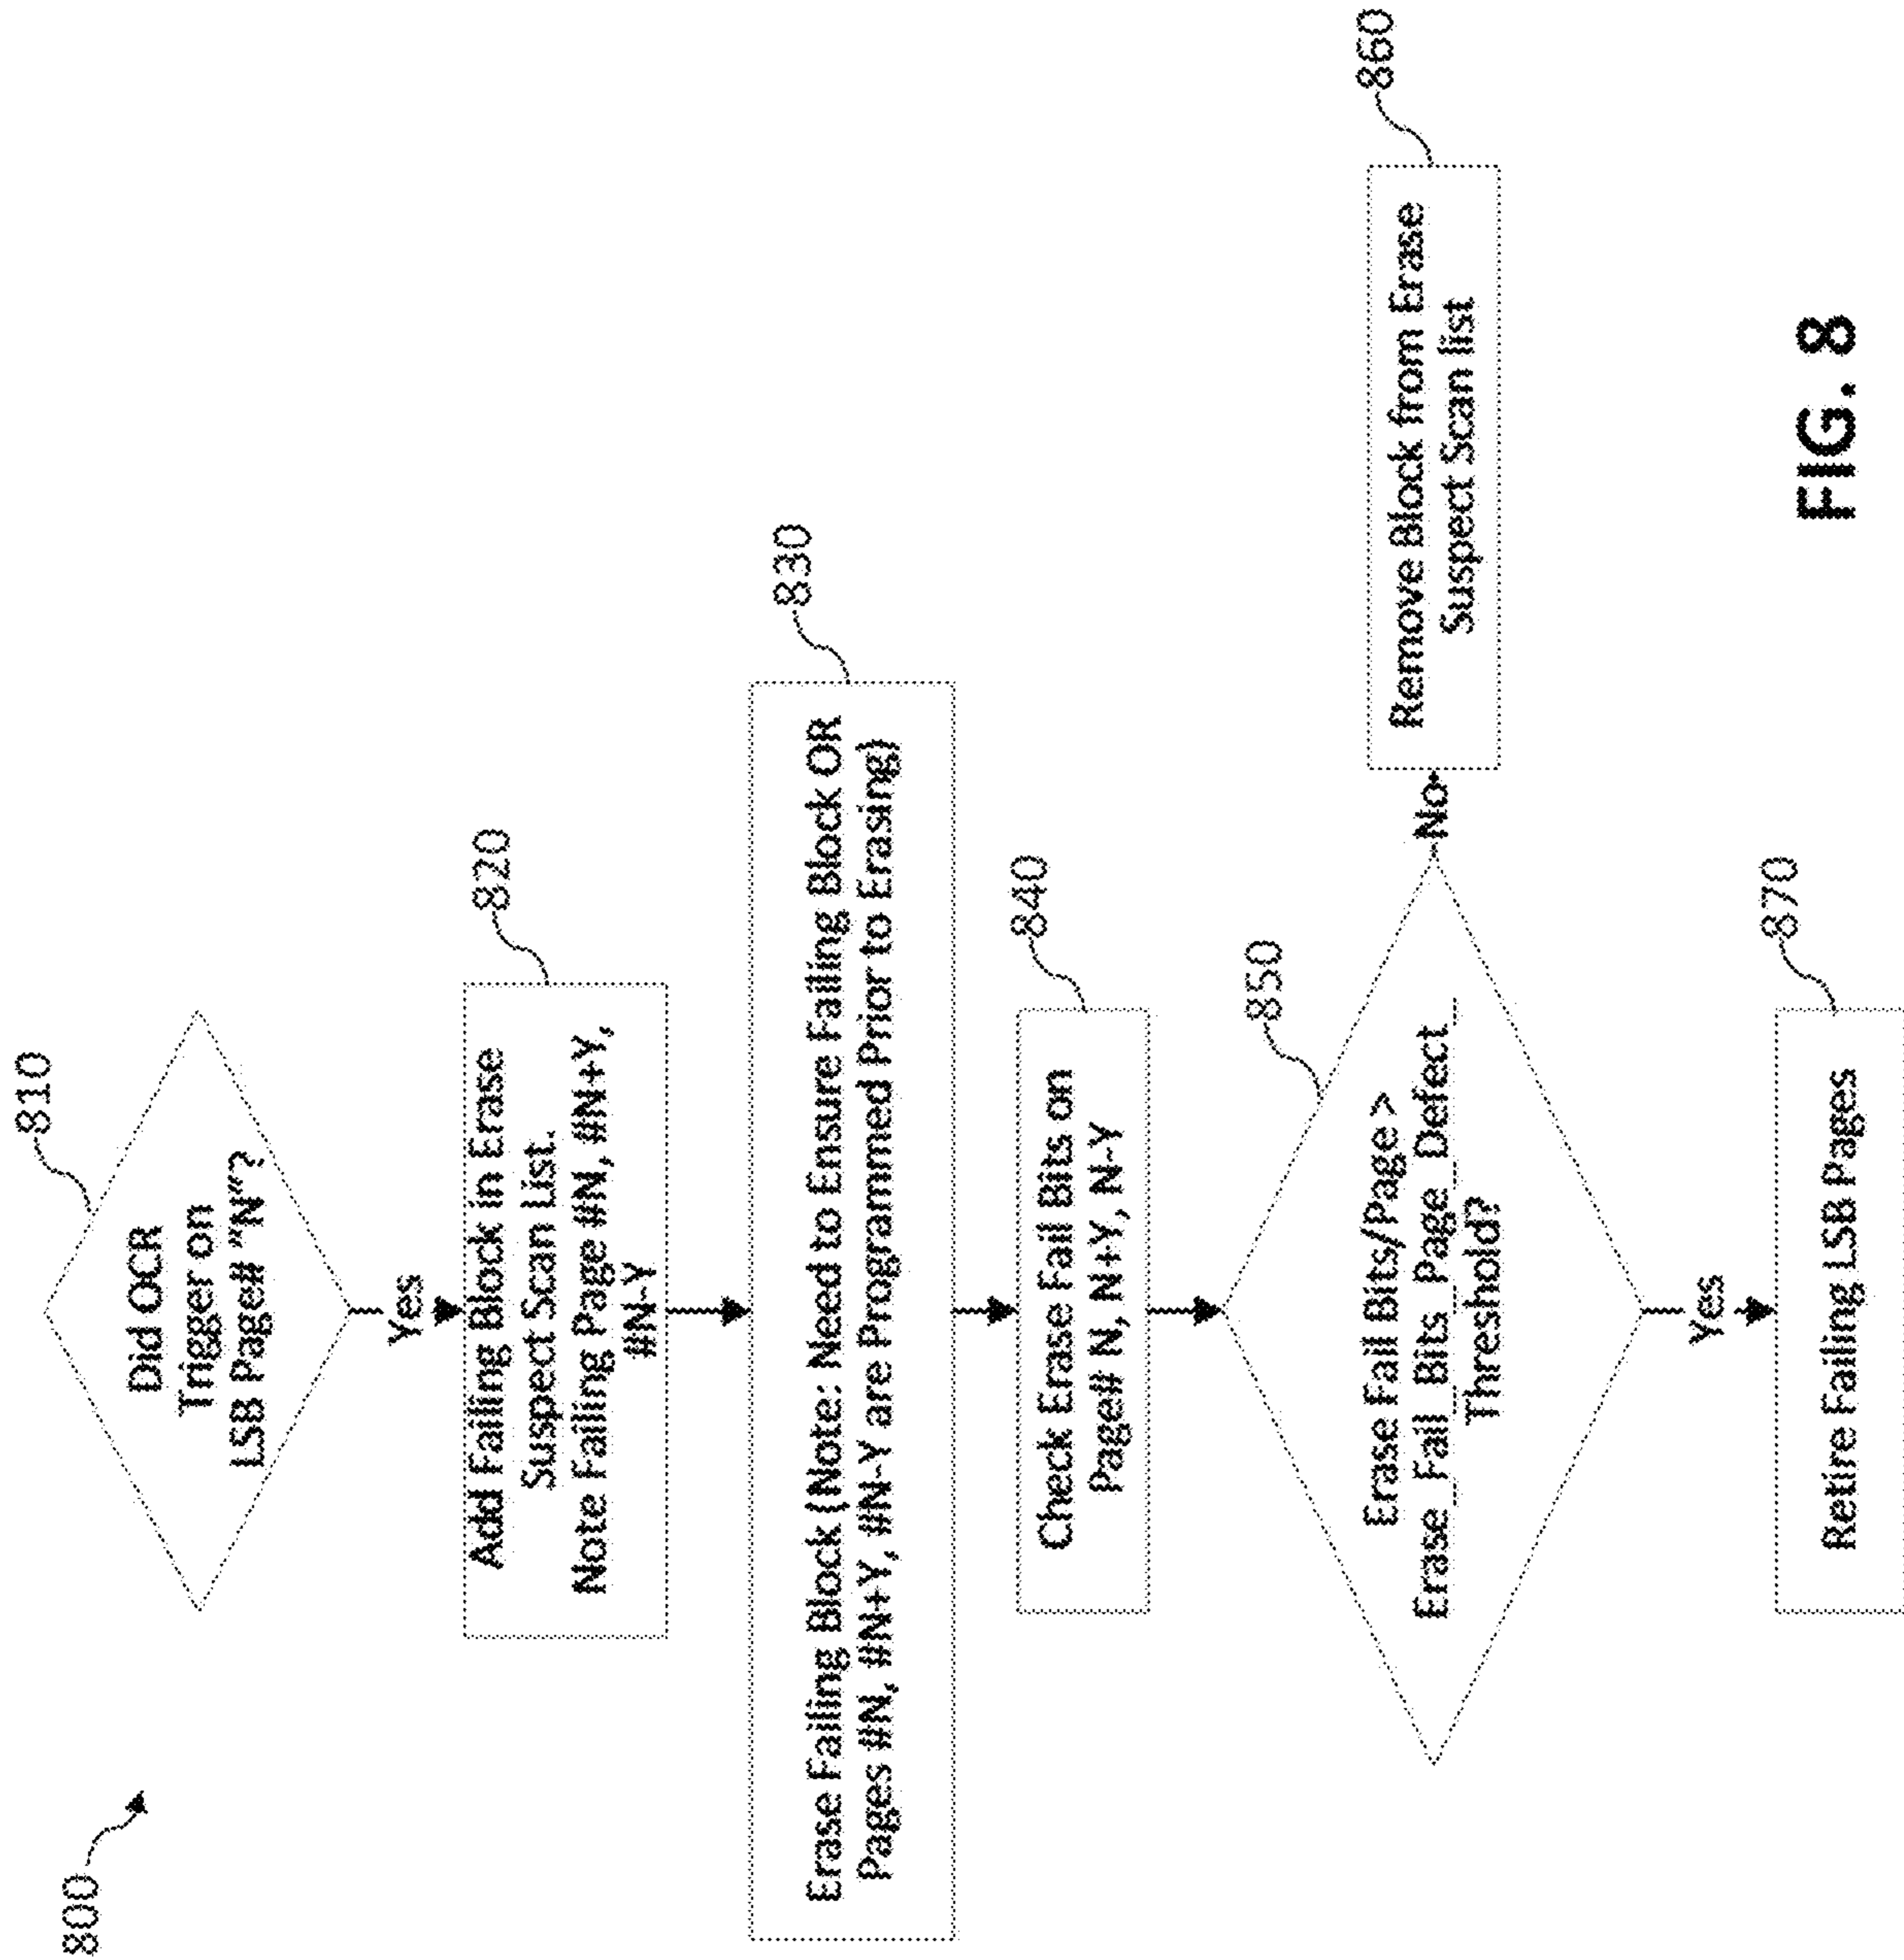 800
810
Did OCR
Trigger on
LSB Page# "N"?
Yes
820
Add Failing Block in Erase
Suspect Scan List.
Note Failing Page #N, #N+Y,
#N-Y
830
Erase Failing Block (Note: Need to Ensure Failing Block OR
Pages #N, #N+Y, #N-Y are Programmed Prior to Erasing)
840
Check Erase Fail Bits on
Page# N, N+Y, N-Y
850
Erase Fail Bits/Page >
Erase_Fail_Bits_Page_Defect_
Threshold?
No
860
Remove Block from Erase
Suspect Scan list
Yes
870
Retire Failing LSB Pages
FIG. 8